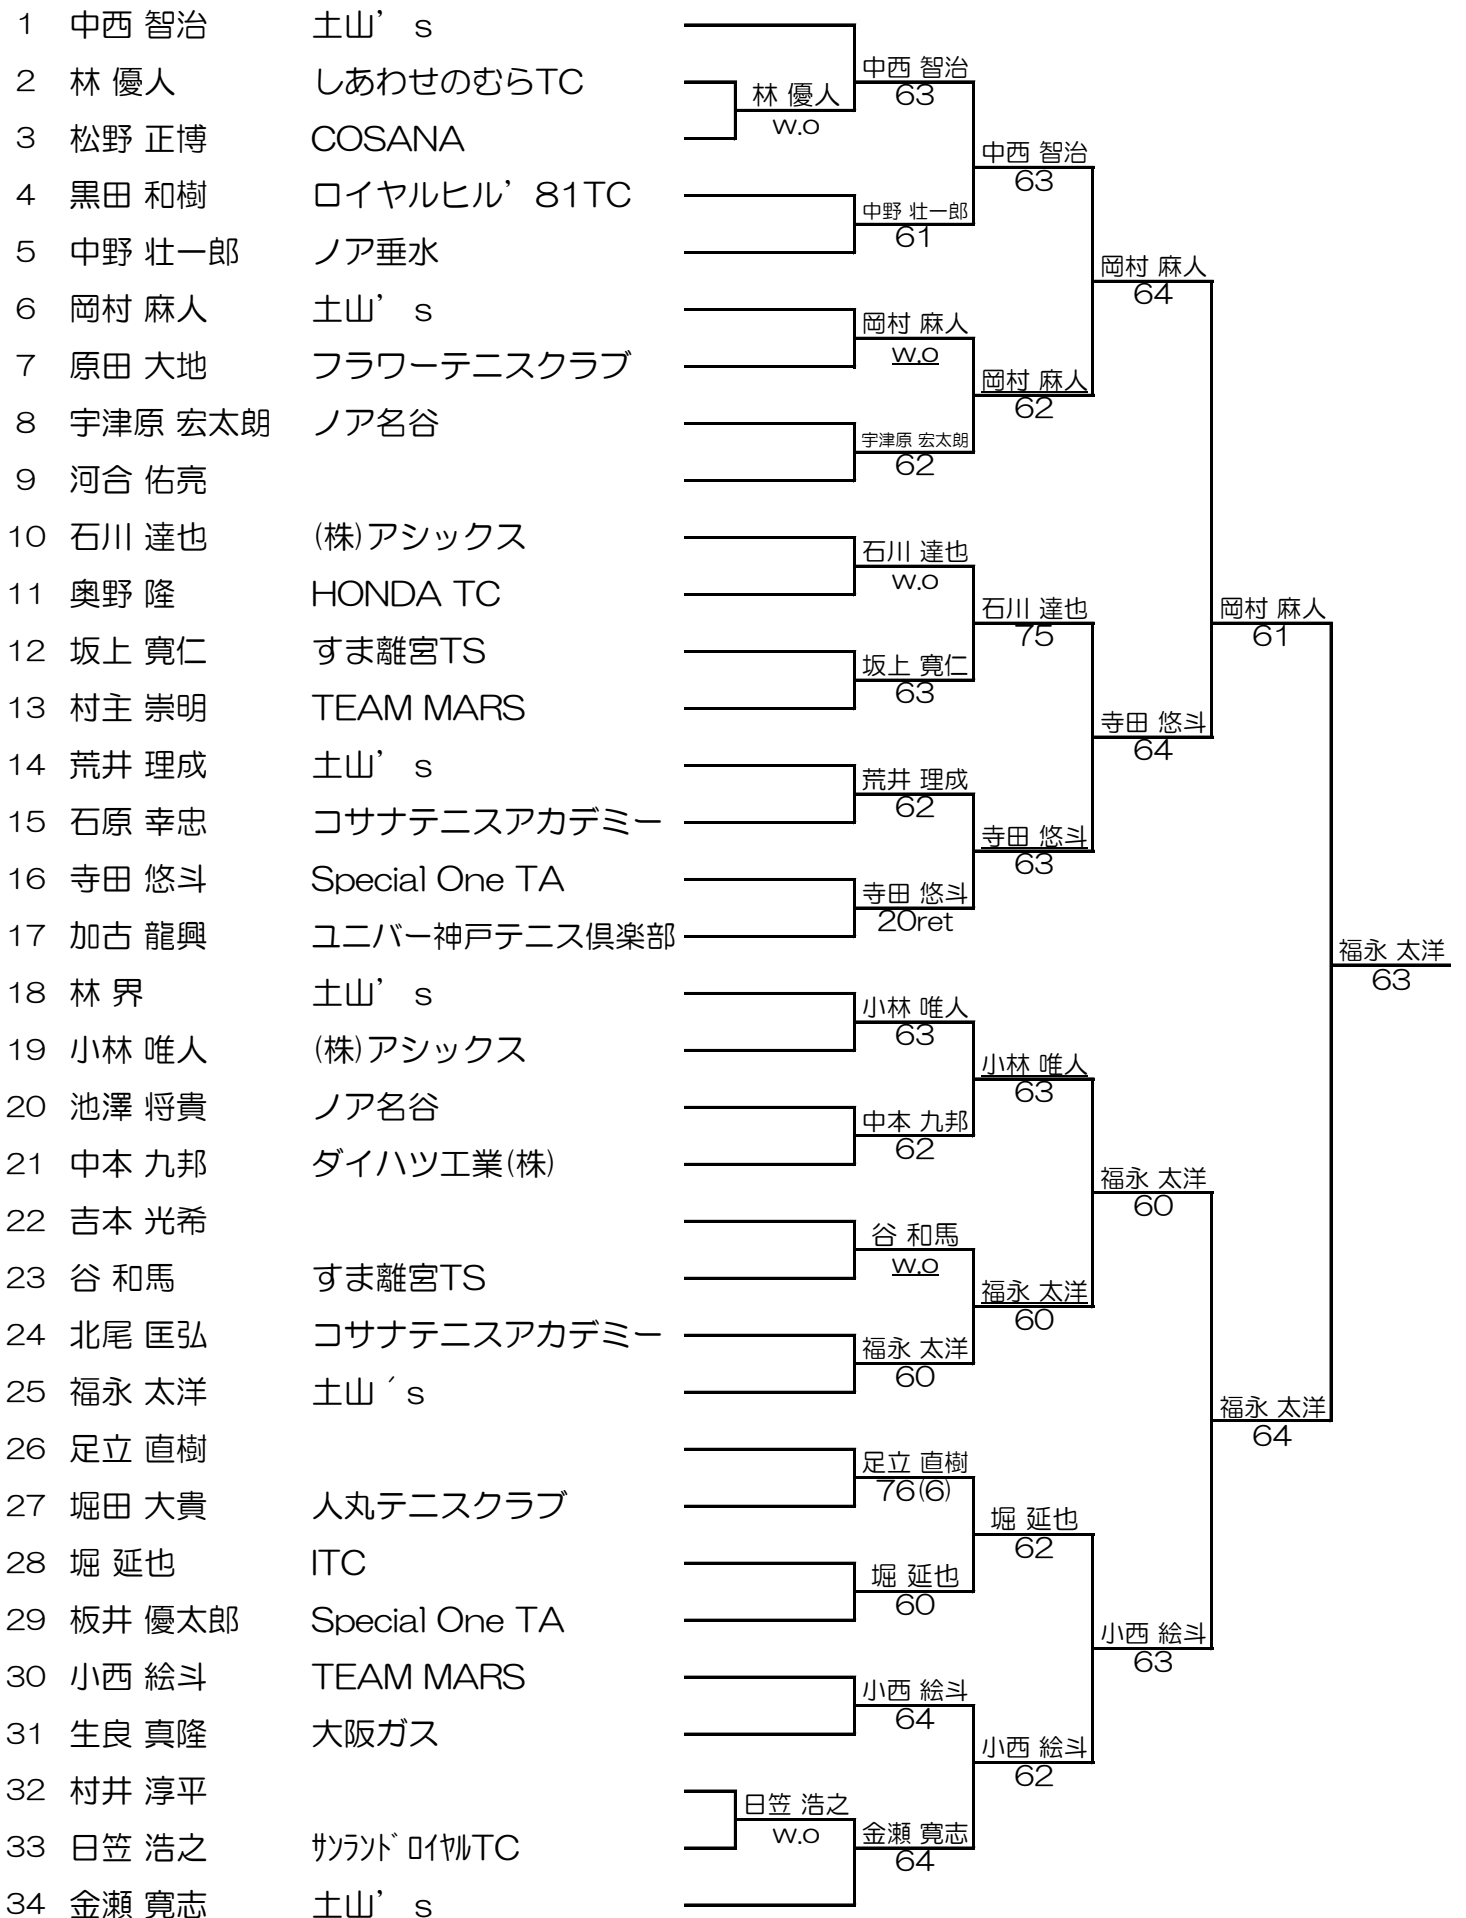 1 中西 智治 土山’s
2 林 優人 しあわせのむらTC
3 松野 正博 COSANA
4 黒田 和樹 ロイヤルヒル’81TC
5 中野 壮一郎 ノア垂水
6 岡村 麻人 土山’s
7 原田 大地 フラワーテニスクラブ
8 宇津原 宏太朗 ノア名谷
9 河合 佑亮
10 石川 達也 (株)アシックス
11 奥野 隆 HONDA TC
12 坂上 寛仁 すま離宮TS
13 村主 崇明 TEAM MARS
14 荒井 理成 土山’s
15 石原 幸忠 コサナテニスアカデミー
16 寺田 悠斗 Special One TA
17 加古 龍興 ユニバー神戸テニス倶楽部
18 林 界 土山’s
19 小林 唯人 (株)アシックス
20 池澤 将貴 ノア名谷
21 中本 九邦 ダイハツ工業(株)
22 吉本 光希
23 谷 和馬 すま離宮TS
24 北尾 匡弘 コサナテニスアカデミー
25 福永 太洋 土山´s
26 足立 直樹
27 堀田 大貴 人丸テニスクラブ
28 堀 延也 ITC
29 板井 優太郎 Special One TA
30 小西 絵斗 TEAM MARS
31 生良 真隆 大阪ガス
32 村井 淳平
33 日笠 浩之 ｻﾝﾗﾝﾄﾞﾛｲﾔﾙTC
34 金瀬 寛志 土山’s
林 優人
w.o
日笠 浩之
w.o
中西 智治
63
中野 壮一郎
61
岡村 麻人
w.o
宇津原 宏太朗
62
石川 達也
w.o
坂上 寛仁
63
荒井 理成
62
寺田 悠斗
20ret
小林 唯人
63
中本 九邦
62
谷 和馬
w.o
福永 太洋
60
足立 直樹
76(6)
堀 延也
60
小西 絵斗
64
金瀬 寛志
64
中西 智治
63
岡村 麻人
62
石川 達也
75
寺田 悠斗
63
小林 唯人
63
福永 太洋
60
堀 延也
62
小西 絵斗
62
岡村 麻人
64
寺田 悠斗
64
福永 太洋
60
小西 絵斗
63
岡村 麻人
61
福永 太洋
64
福永 太洋
63